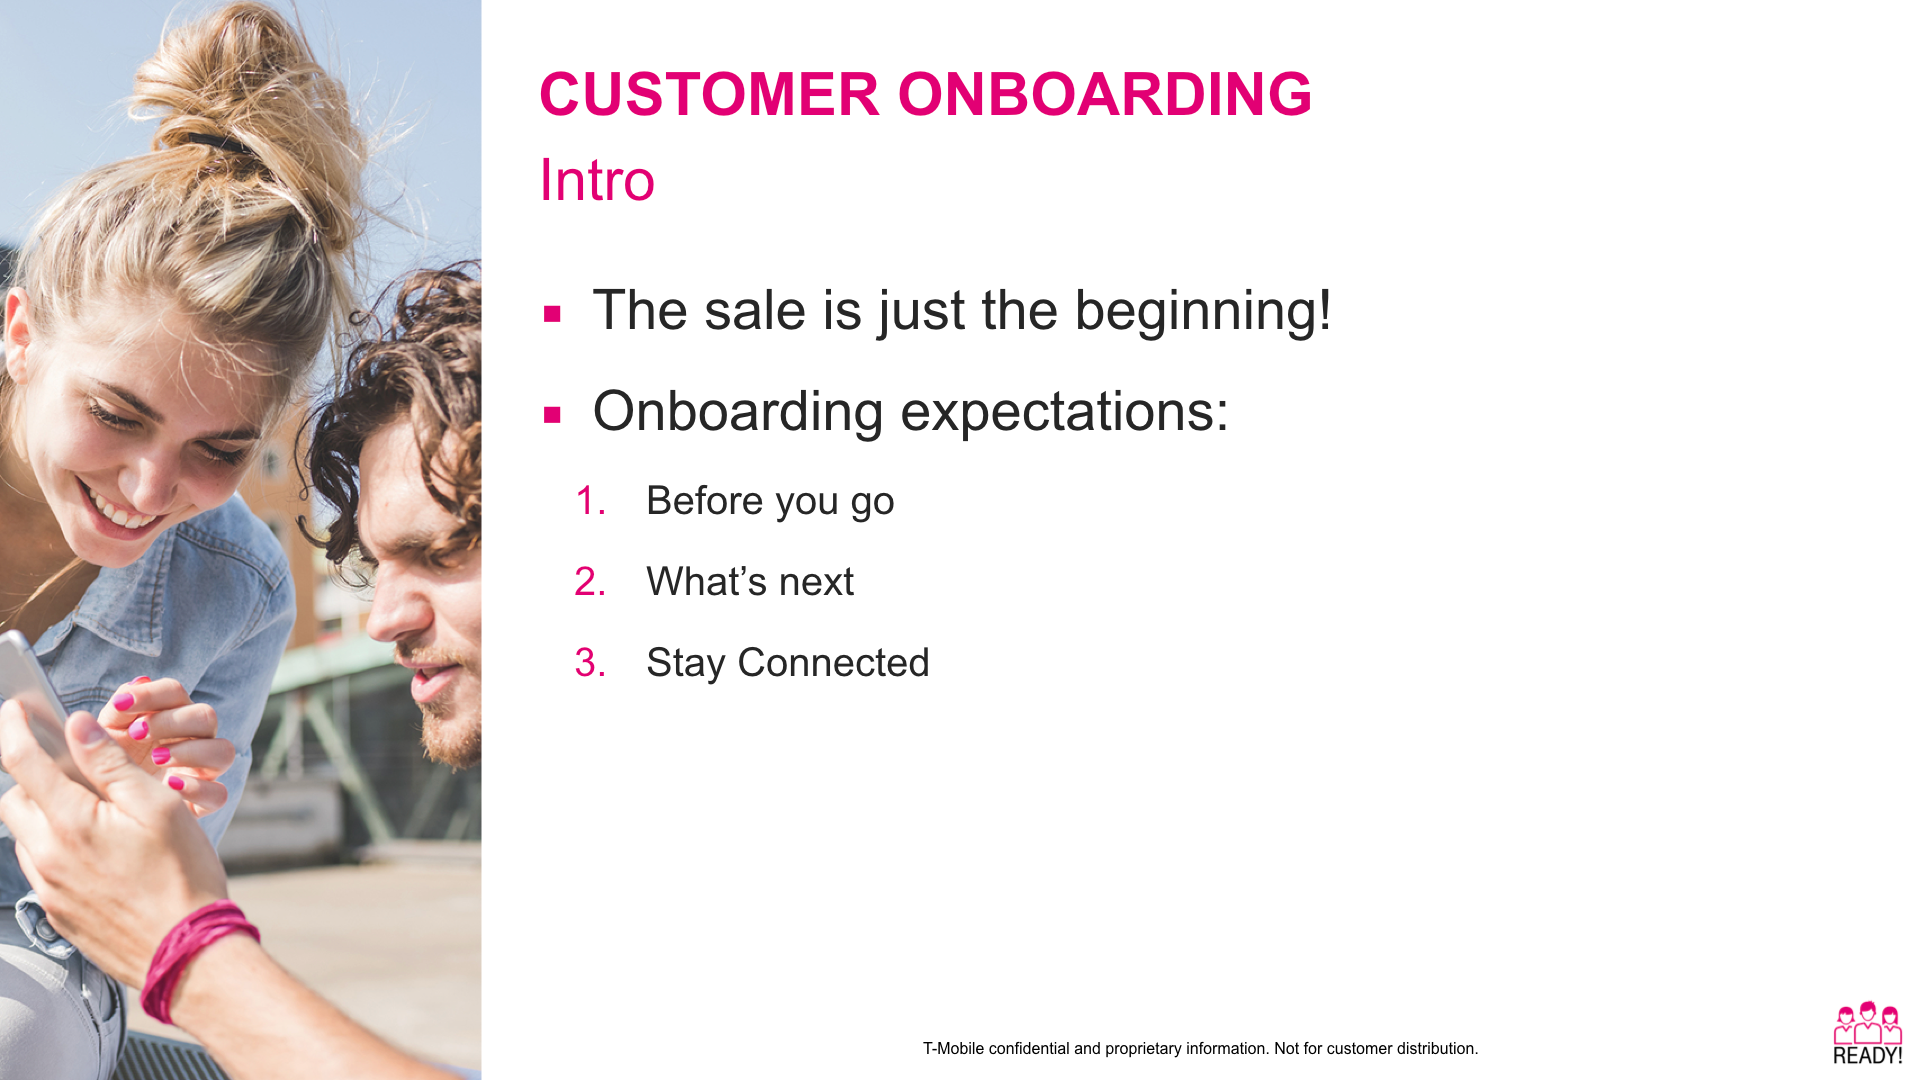 CUSTOMER ONBOARDING
Intro
▪ The sale is just the beginning!
▪ Onboarding expectations:
1. Before you go
2. What’s next
3. Stay Connected
T-Mobile confidential and proprietary information. Not for customer distribution.
READY!